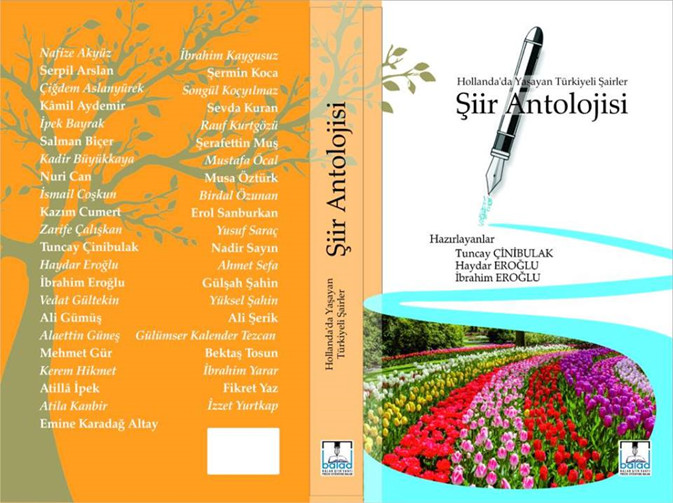 Nafize Akyüz
Serpil Arslan
Çiğdem Aslanyürek
Kâmil Aydemir
İpek Bayrak
Salman Biçer
Kadir Büyükkaya
Nuri Can
İsmail Coşkun
Kazım Cumert
Zarife Çalışkan
Tuncay Çinibulak
Haydar Eroğlu
İbrahim Eroğlu
Vedat Gültekin
Ali Gümüş
Alaettin Güneş
Mehmet Gür
Kerem Hikmet
Atillâ İpek
Atila Kanbir
Emine Karadağ Altay
İbrahim Kaygusuz
Şermin Koca
Songül Koçyılmaz
Sevda Kuran
Rauf Kurtgözü
Şerafettin Muş
Mustafa Öcal
Musa Öztürk
Birdal Özunan
Erol Sanburkan
Yusuf Saraç
Nadir Sayın
Ahmet Sefa
Gülşah Şahin
Yüksel Şahin
Ali Şerik
Gülümser Kalender Tezcan
Bektaş Tosun
İbrahim Yarar
Fikret Yaz
İzzet Yurtkap
Hollanda'da Yaşayan
Türkiyeli Şairler
Şiir Antolojisi
balad
Hollanda'da Yaşayan Türkiyeli Şairler
Şiir Antolojisi
Hazırlayanlar
Tuncay ÇİNİBULAK
Haydar EROĞLU
İbrahim EROĞLU
balad